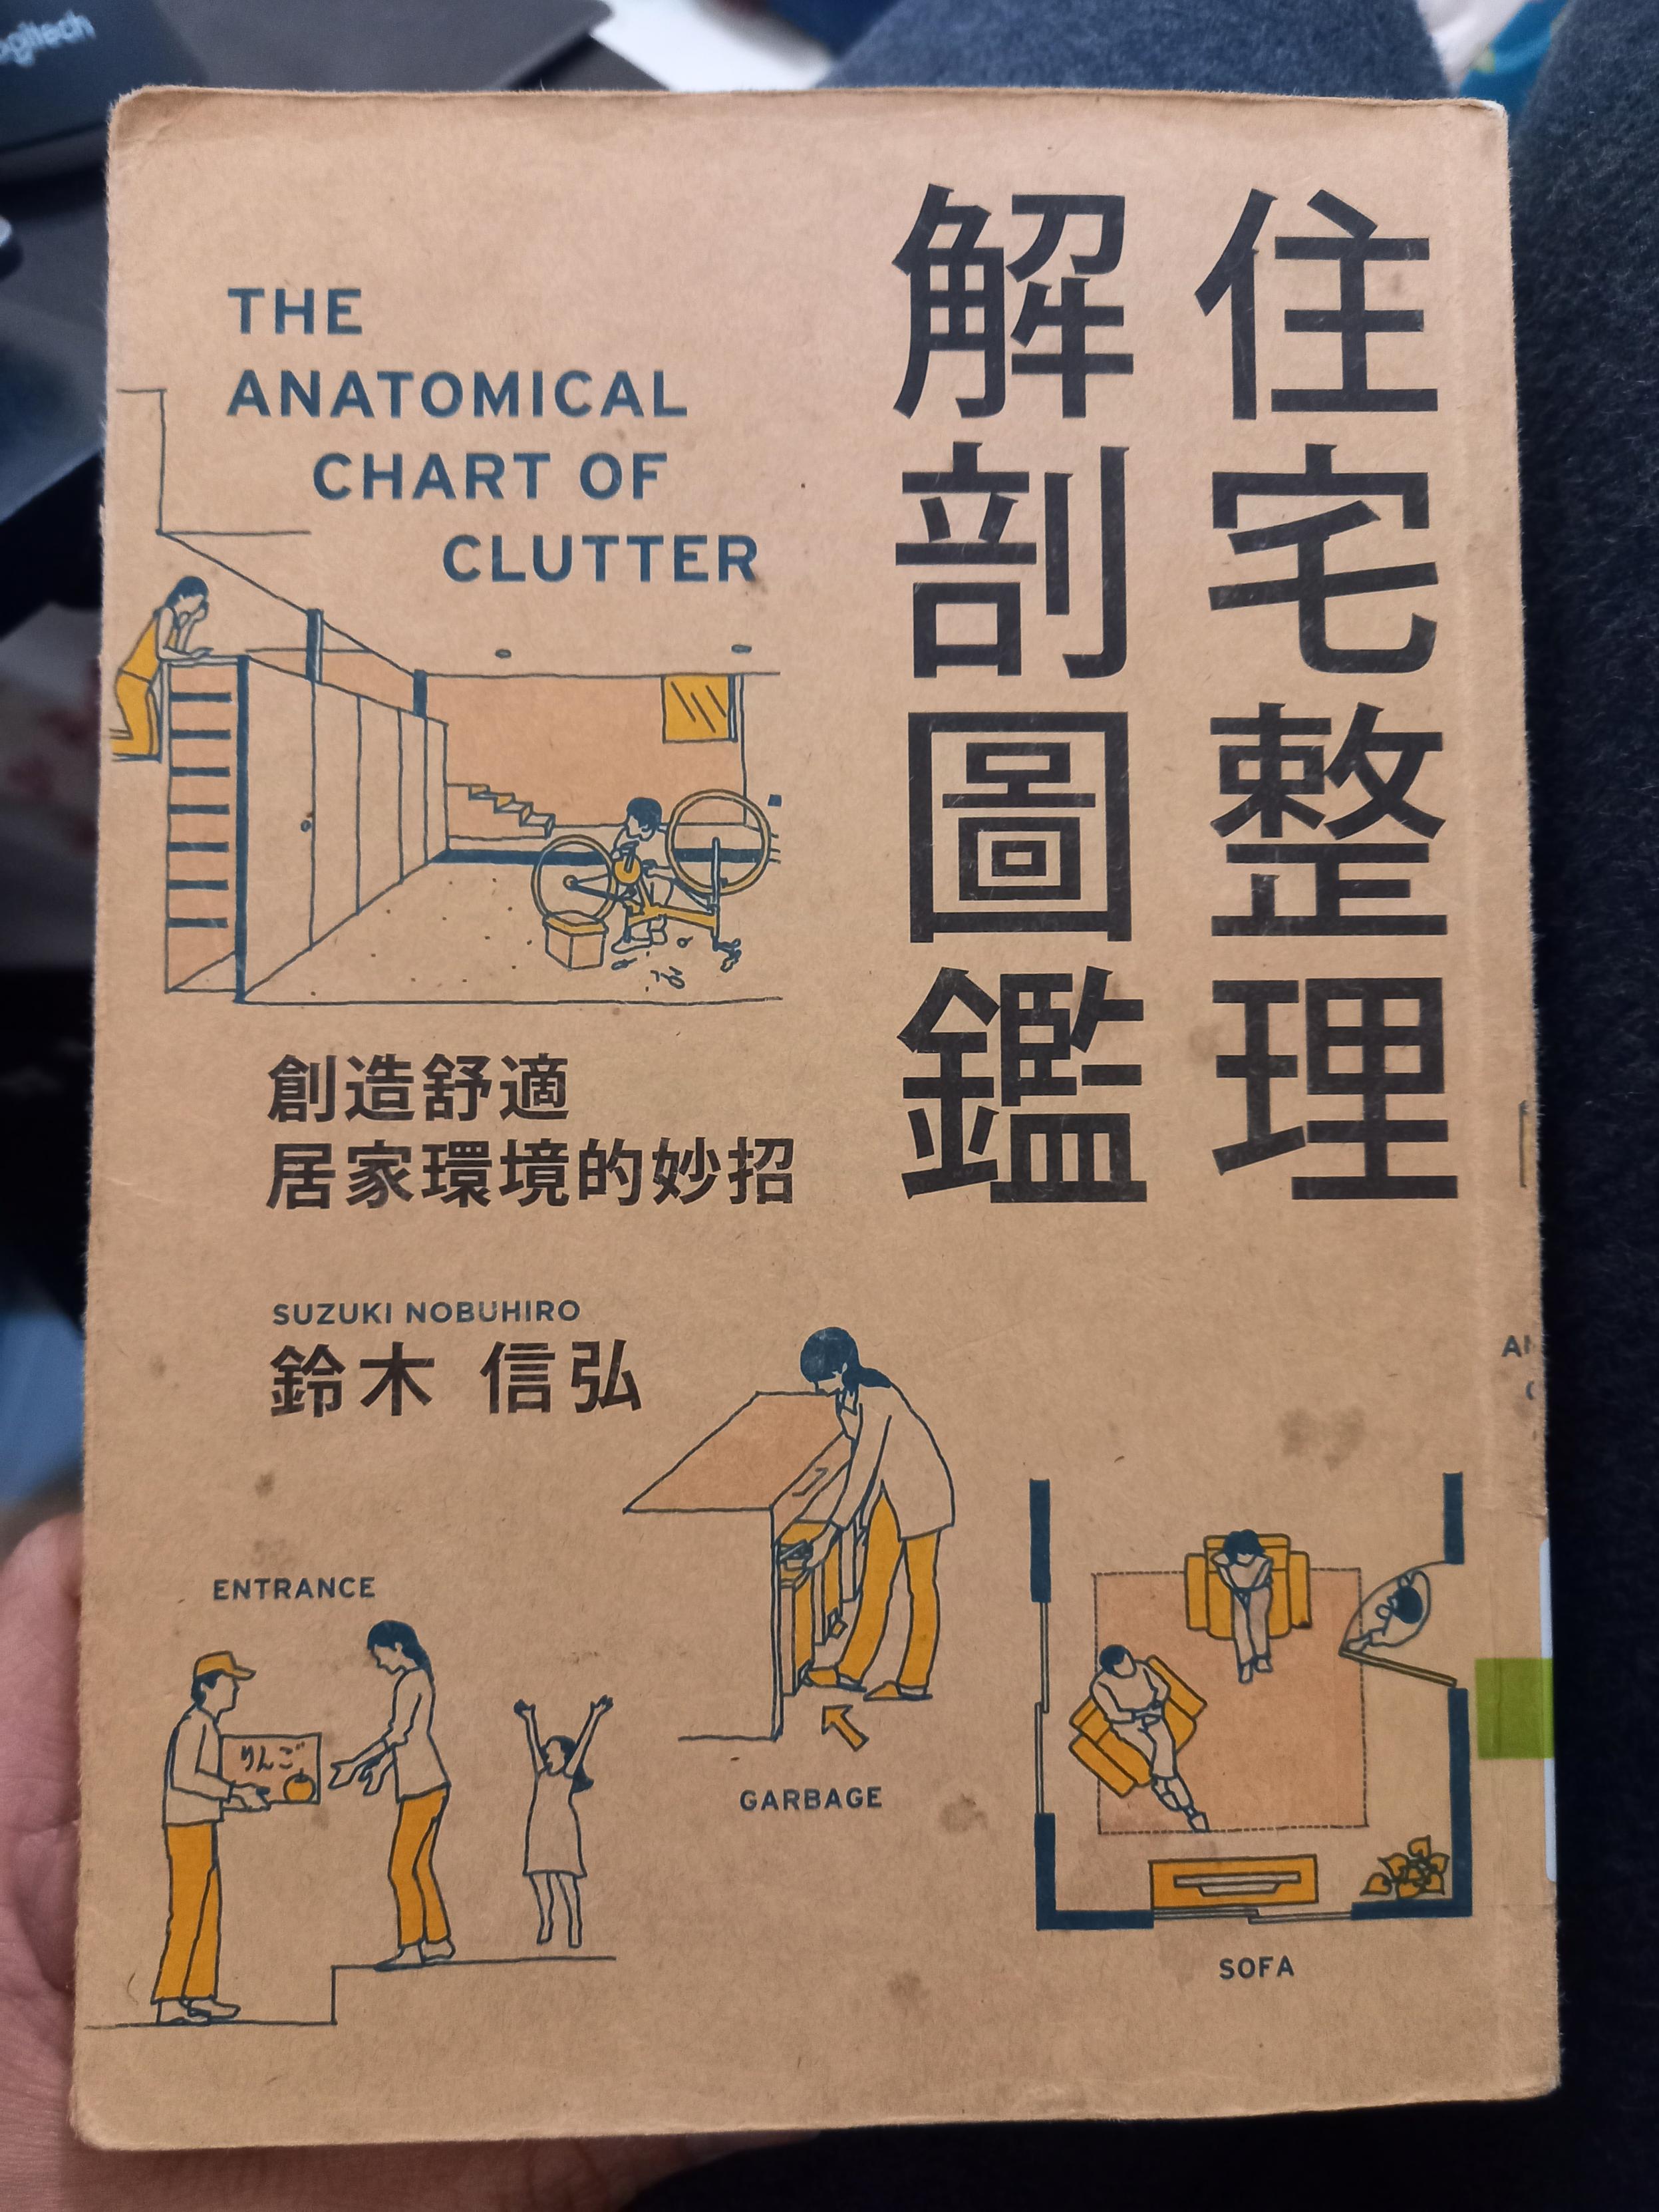 住宅整理
解剖圖鑑
THE
ANATOMICAL
CHART OF
CLUTTER
創造舒適
居家環境的妙招
SUZUKI NOBUHIRO
鈴木 信弘
ENTRANCE
りんご
GARBAGE
SOFA